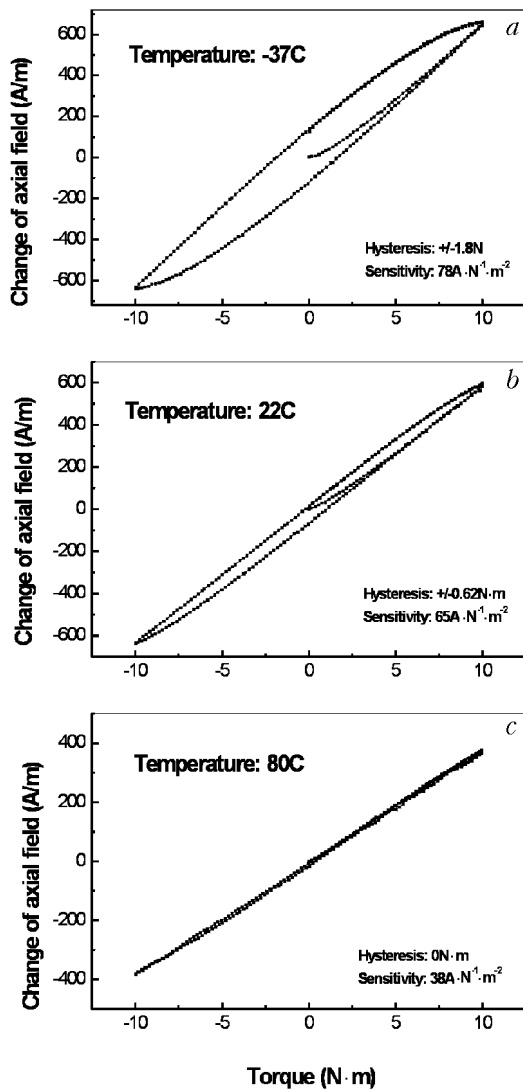 a
Temperature: -37C
Change of axial field (A/m)
600
400
200
0
-200
-400
-600
Hysteresis: +/-1.8N
Sensitivity: 78A·N⁻¹·m⁻²
-10
-5
0
5
10
b
Temperature: 22C
Change of axial field (A/m)
600
400
200
0
-200
-400
-600
Hysteresis: +/-0.62N·m
Sensitivity: 65A·N⁻¹·m⁻²
-10
-5
0
5
10
c
Temperature: 80C
Change of axial field (A/m)
400
200
0
-200
-400
Hysteresis: 0N·m
Sensitivity: 38A·N⁻¹·m⁻²
-10
-5
0
5
10
Torque (N·m)